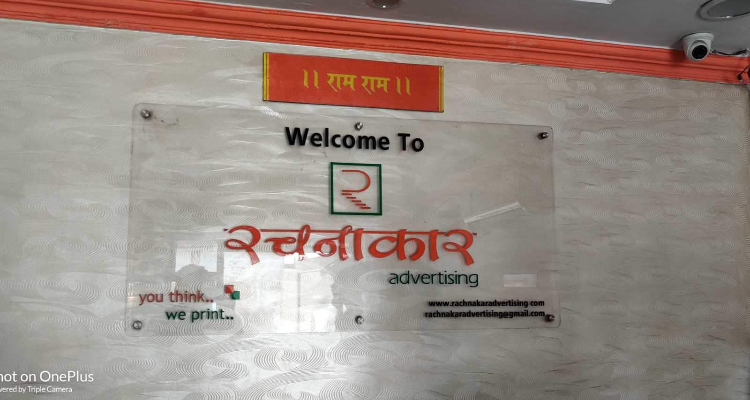 ।। राम राम ।।
Welcome To
रचनाकार
advertising
you think..
we print..
www.rachnakaradvertising.com
rachnakaradvertising@gmail.com
hot on OnePlus
wered by Triple Camera